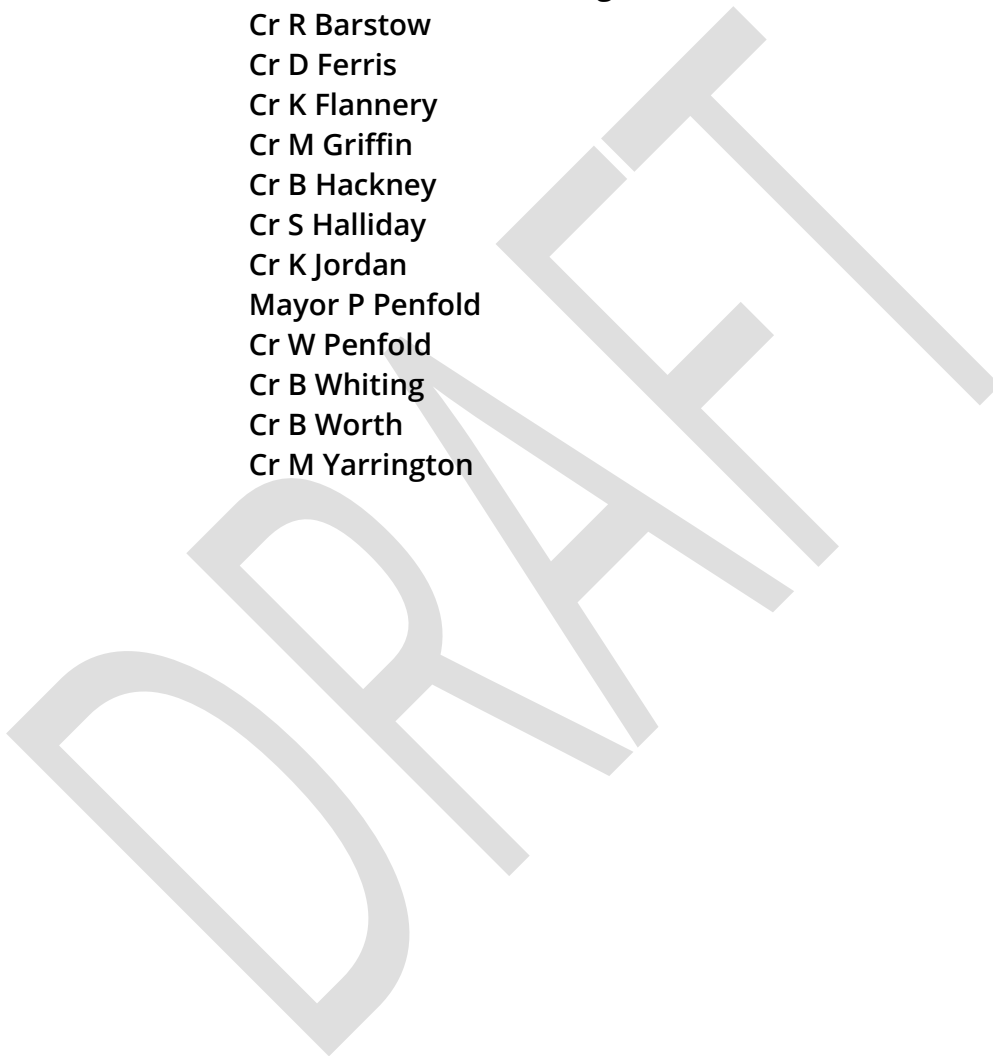 Cr R Barstow
Cr D Ferris
Cr K Flannery
Cr M Griffin
Cr B Hackney
Cr S Halliday
Cr K Jordan
Mayor P Penfold
Cr W Penfold
Cr B Whiting
Cr B Worth
Cr M Yarrington
DRAFT